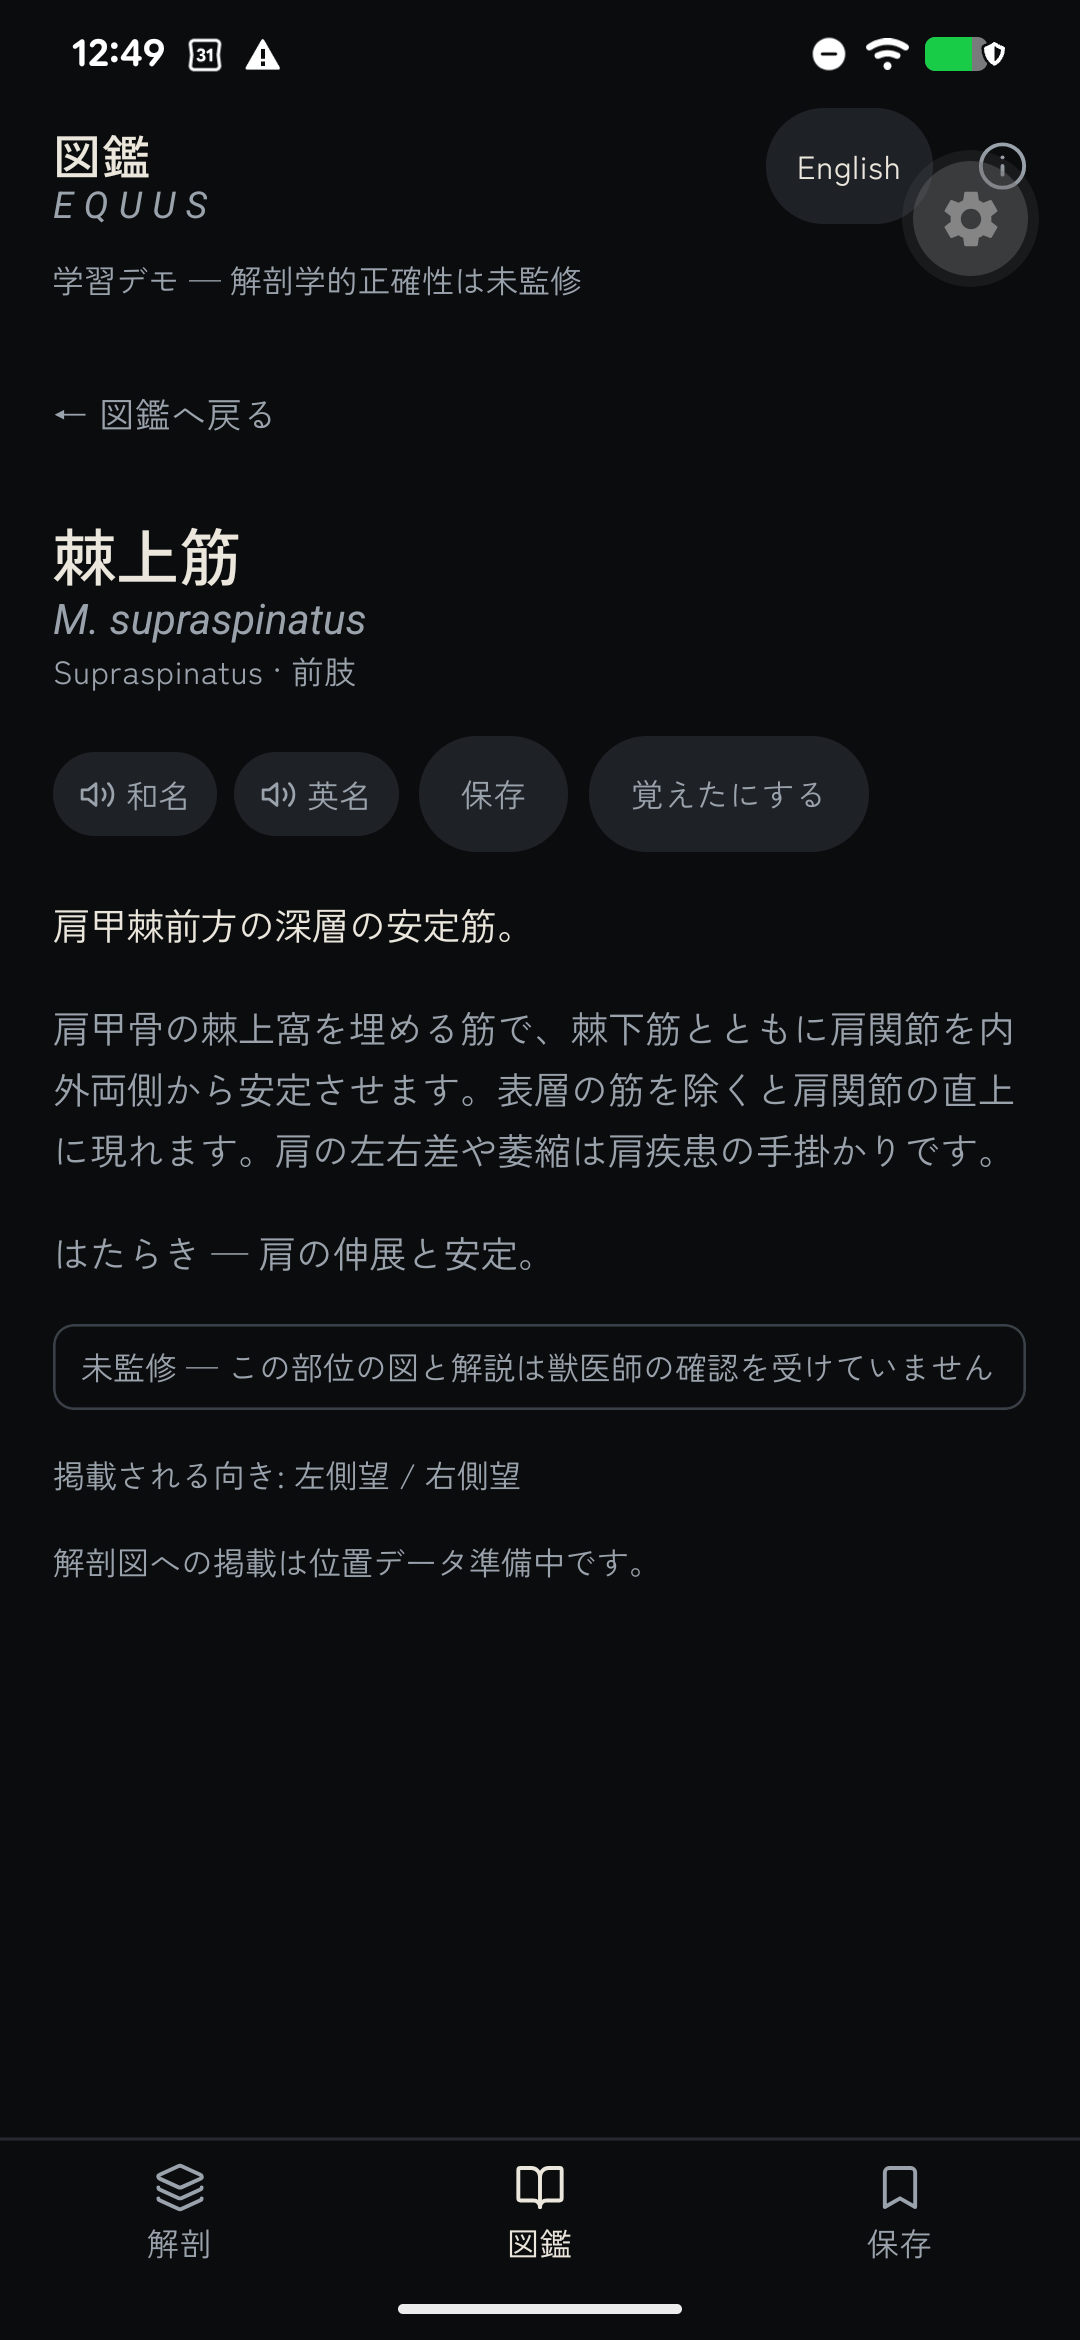 12:49
31
図鑑
English
EQUUS
学習デモ — 解剖学的正確性は未監修
← 図鑑へ戻る
棘上筋
M. supraspinatus
Supraspinatus · 前肢
和名
英名
保存
覚えたにする
肩甲棘前方の深層の安定筋。
肩甲骨の棘上窩を埋める筋で、棘下筋とともに肩関節を内
外両側から安定させます。表層の筋を除くと肩関節の直上
に現れます。肩の左右差や萎縮は肩疾患の手掛かりです。
はたらき — 肩の伸展と安定。
未監修 — この部位の図と解説は獣医師の確認を受けていません
掲載される向き: 左側望 / 右側望
解剖図への掲載は位置データ準備中です。
解剖
図鑑
保存